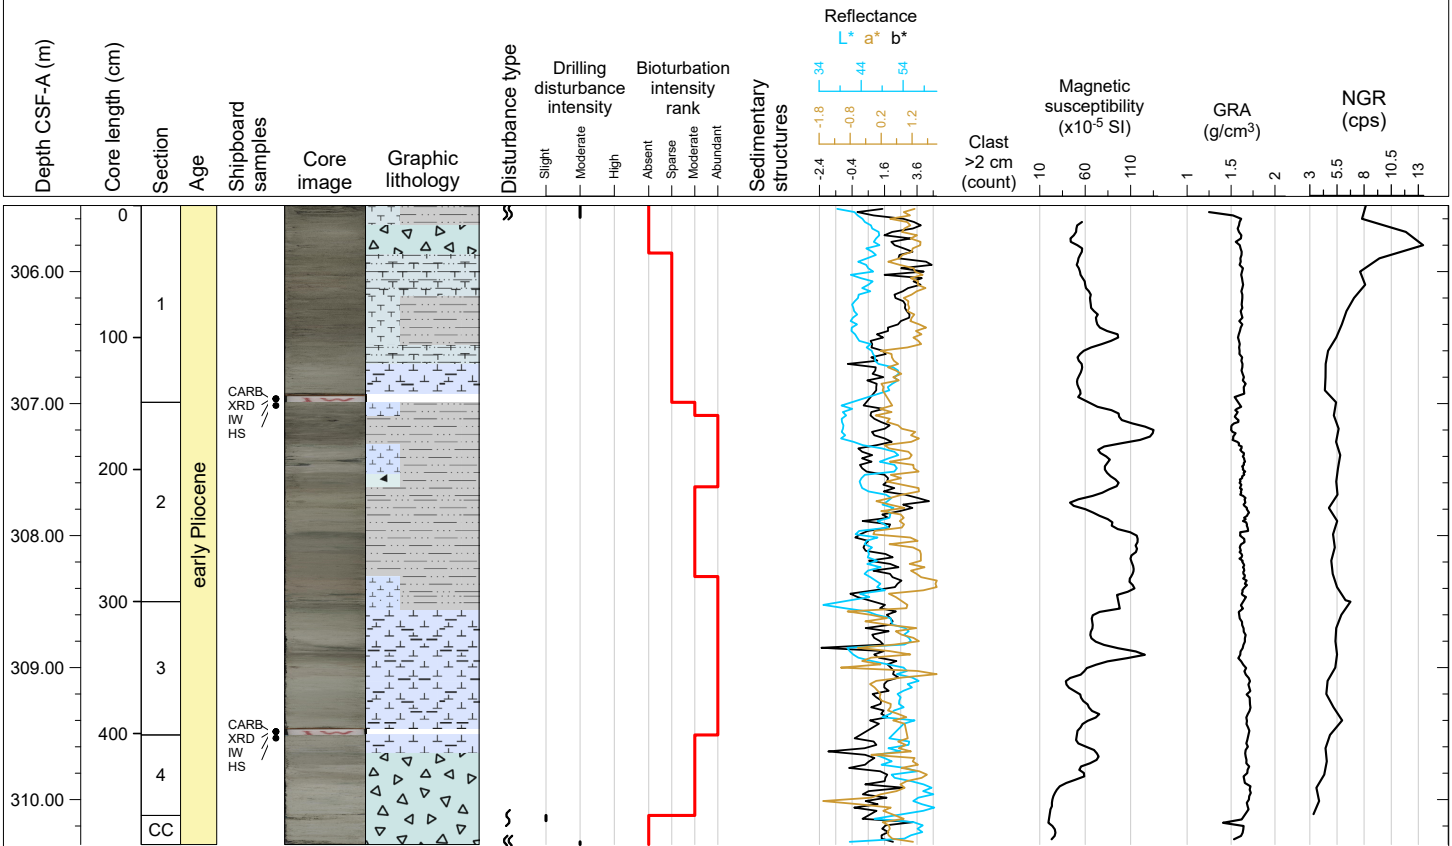 Depth CSF-A (m)
Core length (cm)
Section
Age
Shipboard
samples
Core
image
Graphic
lithology
Disturbance type
Drilling
disturbance
intensity
Slight
Moderate
High
Bioturbation
intensity
rank
Absent
Sparse
Moderate
Abundant
Sedimentary
structures
Reflectance
L* a* b*
34 44 54
-1.8 -0.8 0.2 1.2
-2.4 -0.4 1.6 3.6
Clast
>2 cm
(count)
Magnetic
susceptibility
(x10-5 SI)
10 60 110
GRA
(g/cm3)
1 1.5 2
NGR
(cps)
3 5.5 8 10.5 13
0
306.00
1
100
CARB
XRD
IW
HS
307.00
200
2
early Pliocene
308.00
300
3
309.00
CARB
XRD
IW
HS
400
4
310.00
CC